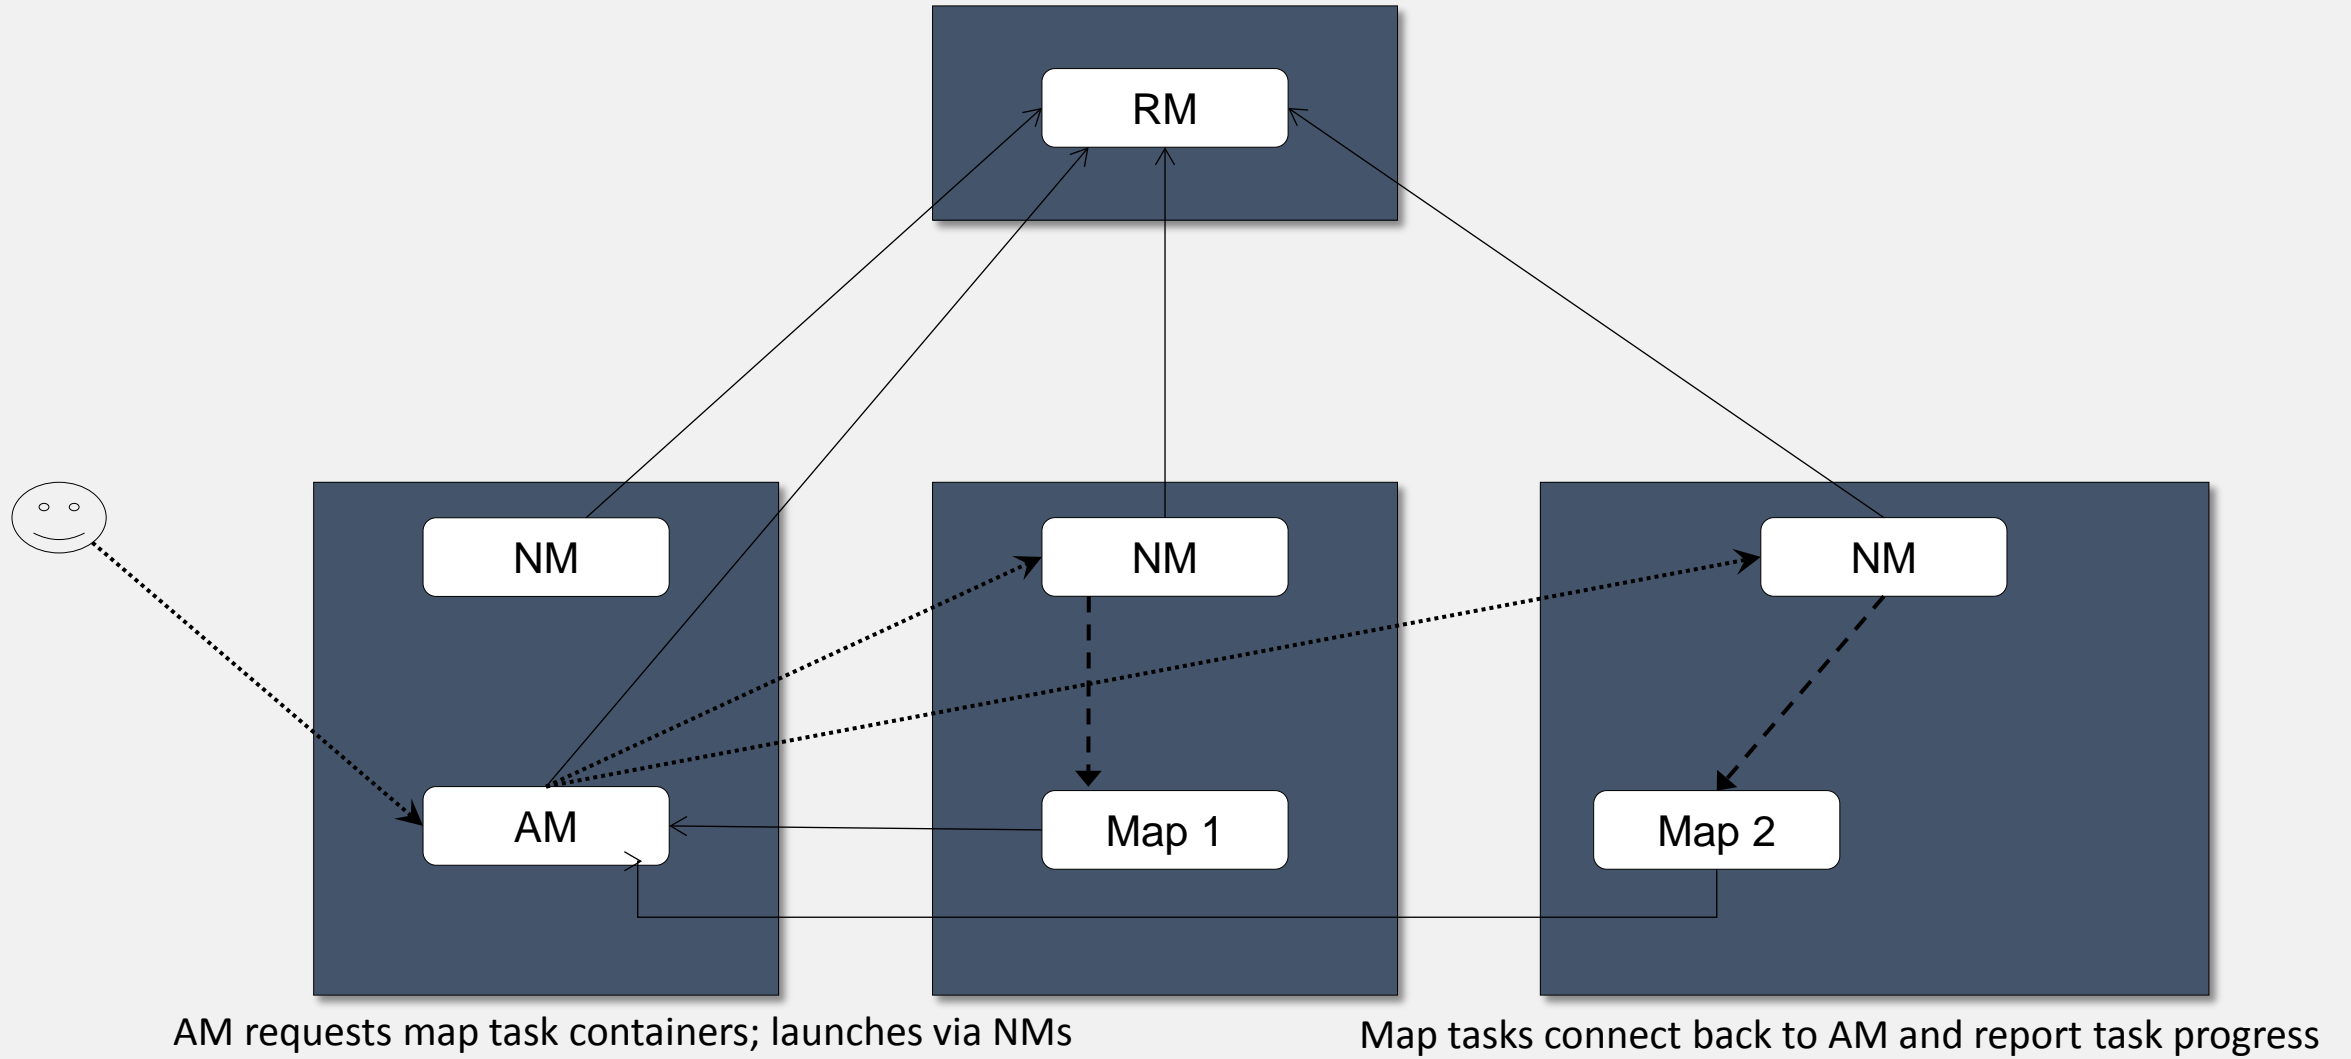 RM
NM
NM
NM
AM
Map 1
Map 2
AM requests map task containers; launches via NMs
Map tasks connect back to AM and report task progress